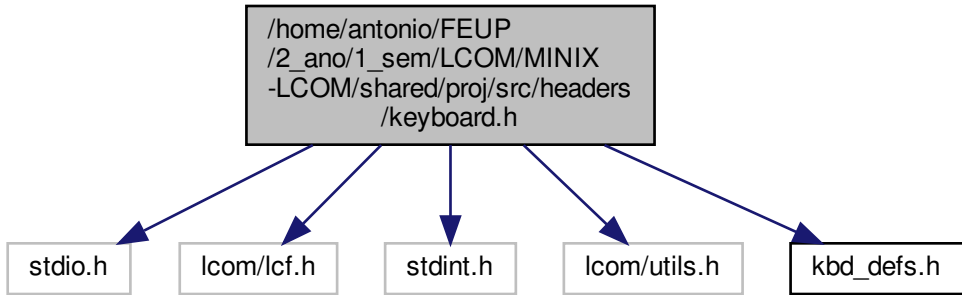 /home/antonio/FEUP
/2_ano/1_sem/LCOM/MINIX
-LCOM/shared/proj/src/headers
/keyboard.h
stdio.h
lcom/lcf.h
stdint.h
lcom/utils.h
kbd_defs.h